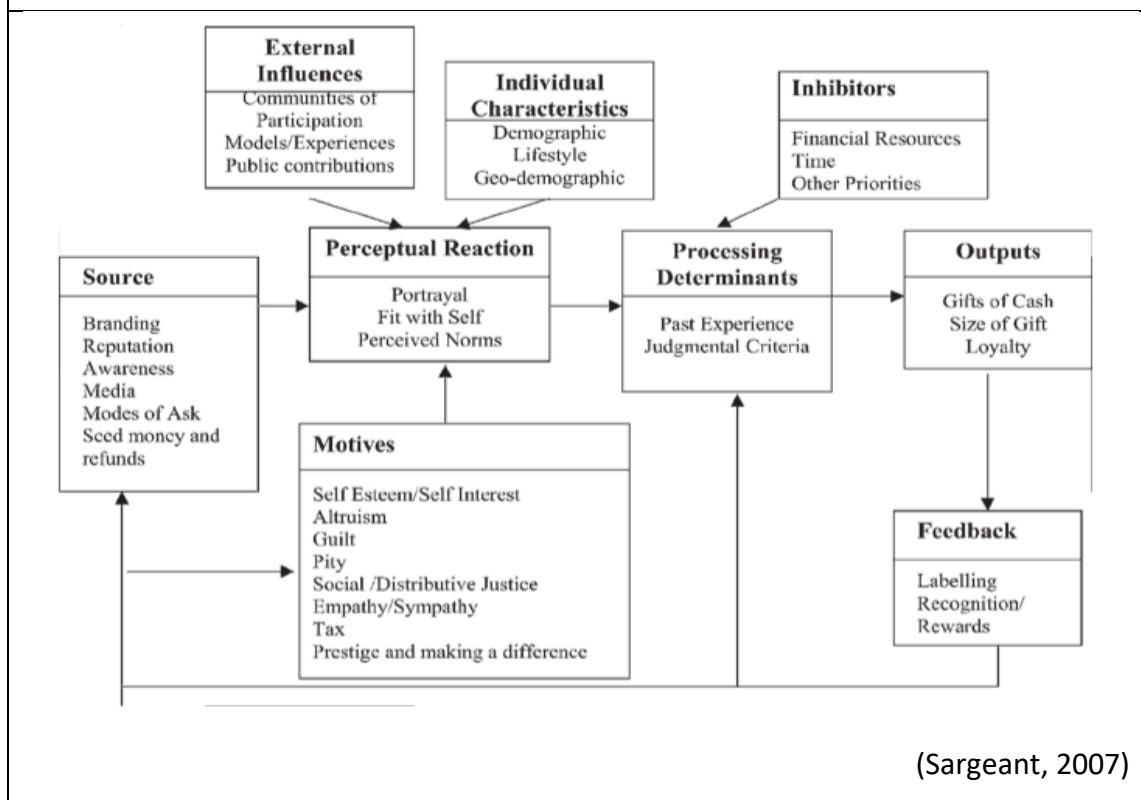 External
Influences
Communities of
Participation
Models/Experiences
Public contributions
Individual
Characteristics
Demographic
Lifestyle
Geo-demographic
Inhibitors
Financial Resources
Time
Other Priorities
Source
Branding
Reputation
Awareness
Media
Modes of Ask
Seed money and
refunds
Perceptual Reaction
Portrayal
Fit with Self
Perceived Norms
Processing
Determinants
Past Experience
Judgmental Criteria
Outputs
Gifts of Cash
Size of Gift
Loyalty
Motives
Self Esteem/Self Interest
Altruism
Guilt
Pity
Social /Distributive Justice
Empathy/Sympathy
Tax
Prestige and making a difference
Feedback
Labelling
Recognition/
Rewards
(Sargeant, 2007)